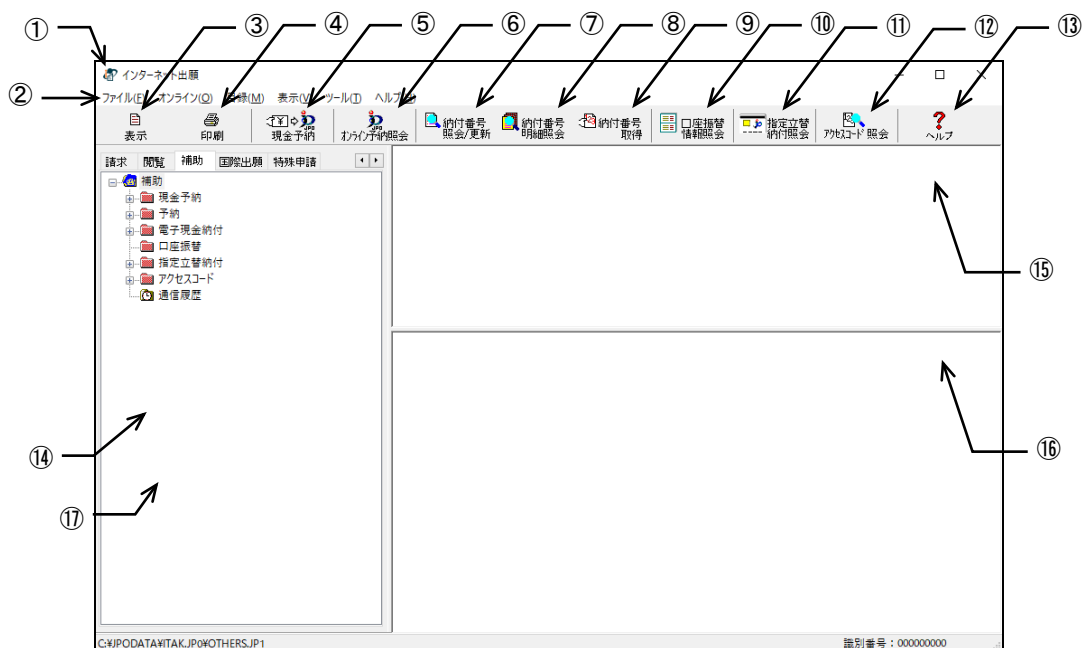 ① ③ ④ ⑤ ⑥ ⑦ ⑧ ⑨ ⑩ ⑪ ⑫ ⑬
インターネット出願
②
ファイル(F) オンライン(O) 目録(M) 表示(V) ツール(T) ヘルプ
表示 印刷 現金予納 オンライン予納照会 納付番号 照会/更新 納付番号 明細照会 納付番号 取得 口座振替 情報照会 指定立替 納付照会 アクセスコード照会 ヘルプ
請求 閲覧 補助 国際出願 特殊申請
補助
現金予納
予納
電子現金納付
口座振替
指定立替納付
アクセスコード
通信履歴
⑮
⑭
⑯
⑰
C:¥JPODATA¥ITAK.JP0¥OTHERS.JP1 識別番号：000000000